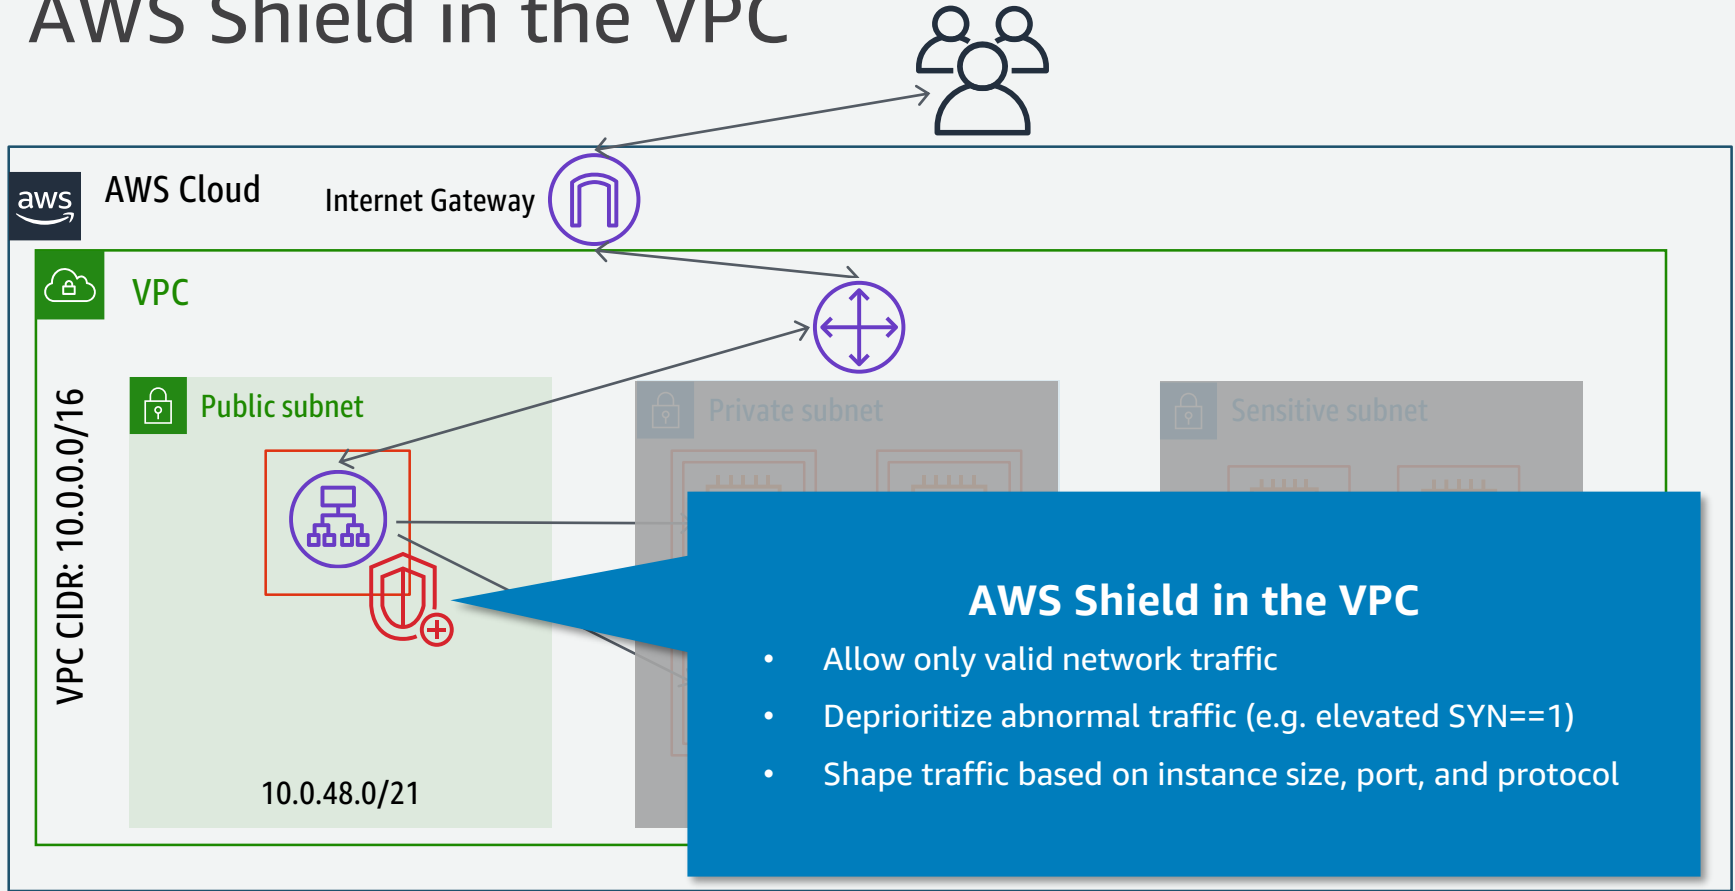 AWS Shield in the VPC
aws
AWS Cloud
Internet Gateway
VPC
VPC CIDR: 10.0.0.0/16
Public subnet
Private subnet
Sensitive subnet
10.0.48.0/21
AWS Shield in the VPC
• Allow only valid network traffic
• Deprioritize abnormal traffic (e.g. elevated SYN==1)
• Shape traffic based on instance size, port, and protocol